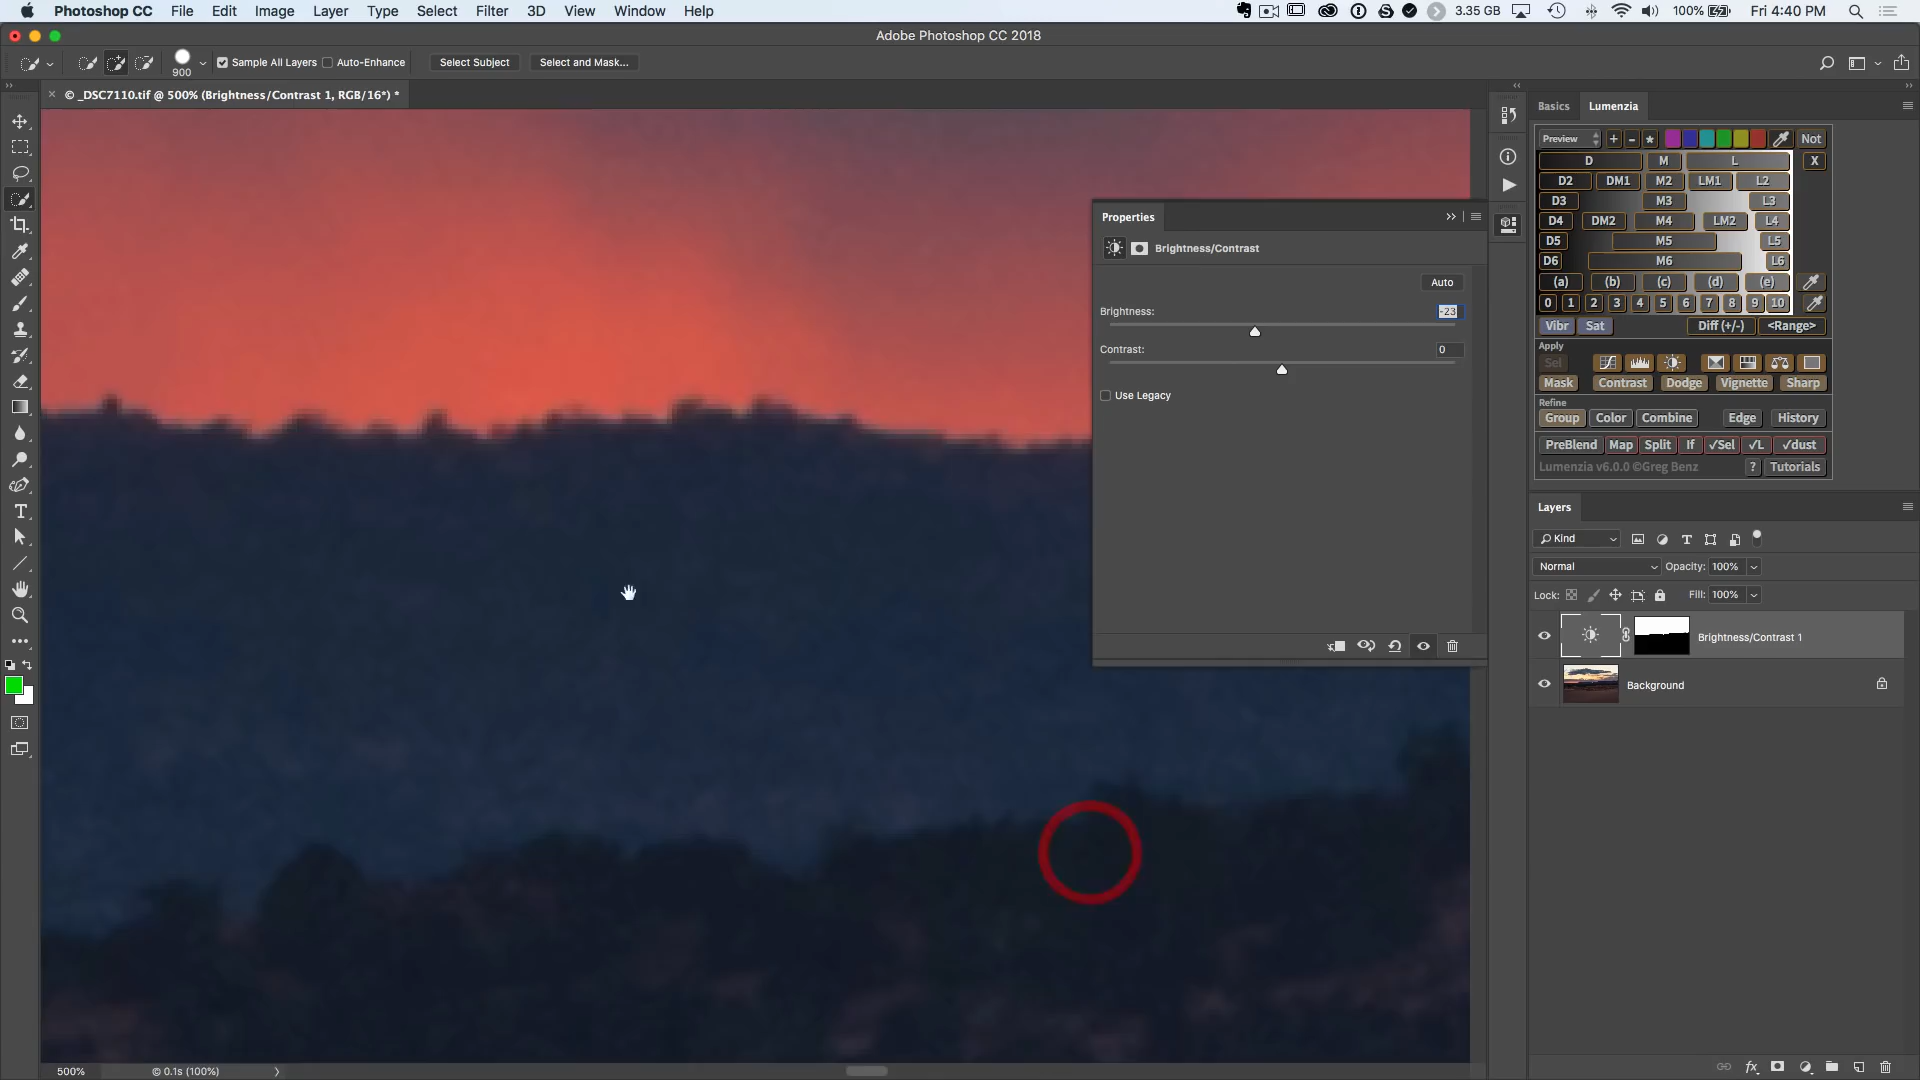 Photoshop CC File Edit Image Layer Type Select Filter 3D View Window Help 3.35 GB 100% Fri 4:40 PM
Adobe Photoshop CC 2018
900 Sample All Layers Auto-Enhance Select Subject Select and Mask...
× © _DSC7110.tif @ 500% (Brightness/Contrast 1, RGB/16*) *
Basics Lumenzia
Preview + - * Not
D M L X
D2 DM1 M2 LM1 L2
D3 M3 L3
D4 DM2 M4 LM2 L4
D5 M5 L5
D6 M6 L6
(a) (b) (c) (d) (e)
0 1 2 3 4 5 6 7 8 9 10
Vibr Sat Diff (+/-) <Range>
Apply
Sel
Mask Contrast Dodge Vignette Sharp
Refine
Group Color Combine Edge History
PreBlend Map Split If √Sel √L √dust
Lumenzia v6.0.0 ©Greg Benz ? Tutorials
Properties
Brightness/Contrast
Auto
Brightness: -23
Contrast: 0
Use Legacy
Layers
Kind
Normal Opacity: 100%
Lock: Fill: 100%
Brightness/Contrast 1
Background
500% © 0.1s (100%)